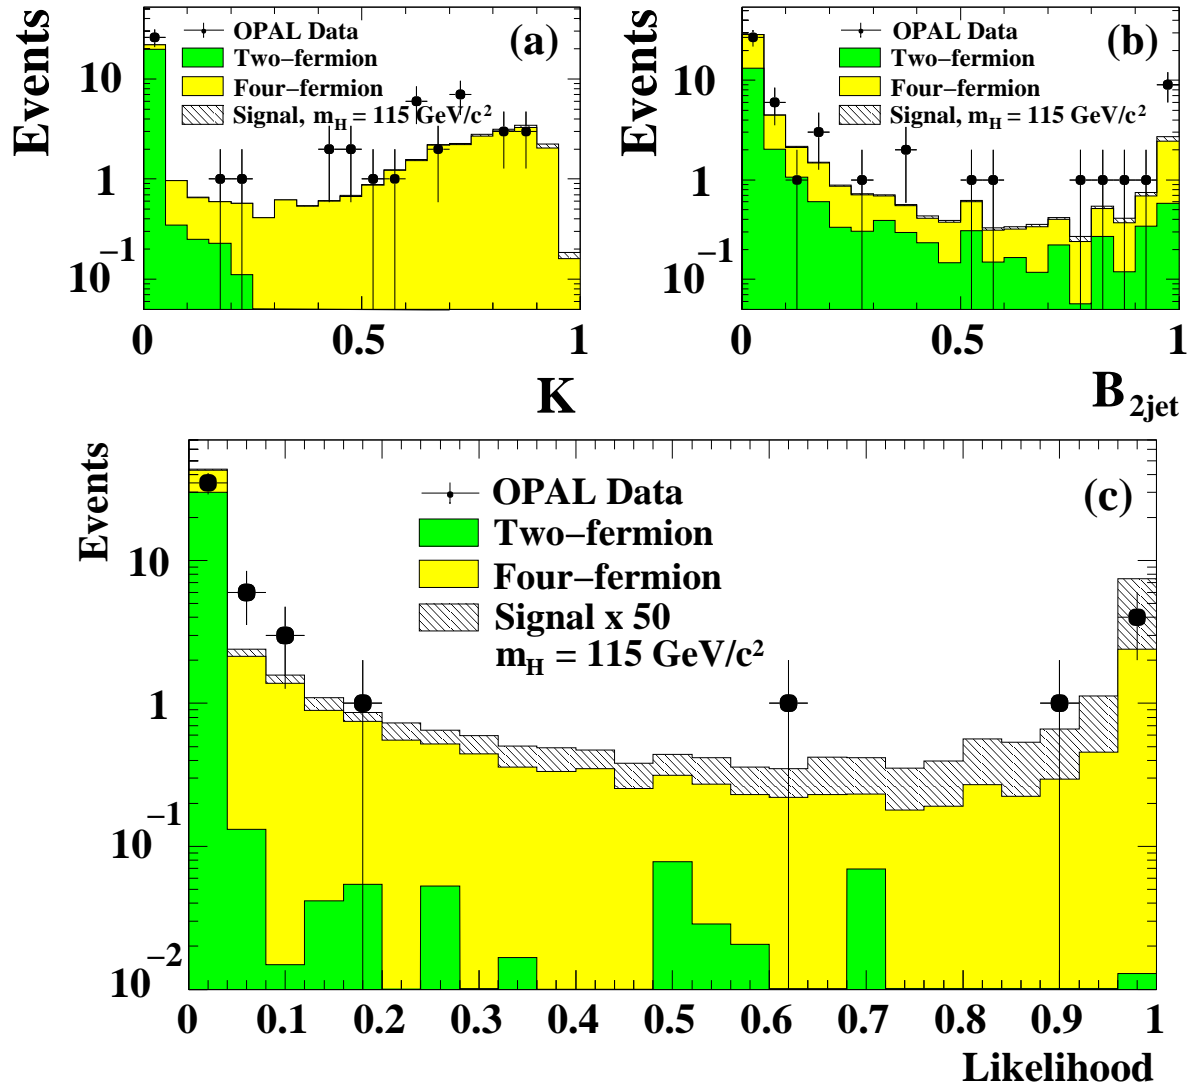 Events
(a)
OPAL Data
Two−fermion
Four−fermion
Signal, m_H = 115 GeV/c²
10
1
10⁻¹
0
0.5
1
K
Events
(b)
OPAL Data
Two−fermion
Four−fermion
Signal, m_H = 115 GeV/c²
10
1
10⁻¹
0
0.5
1
B_2jet
Events
(c)
OPAL Data
Two−fermion
Four−fermion
Signal x 50
m_H = 115 GeV/c²
10
1
10⁻¹
10⁻²
0 0.1 0.2 0.3 0.4 0.5 0.6 0.7 0.8 0.9 1
Likelihood